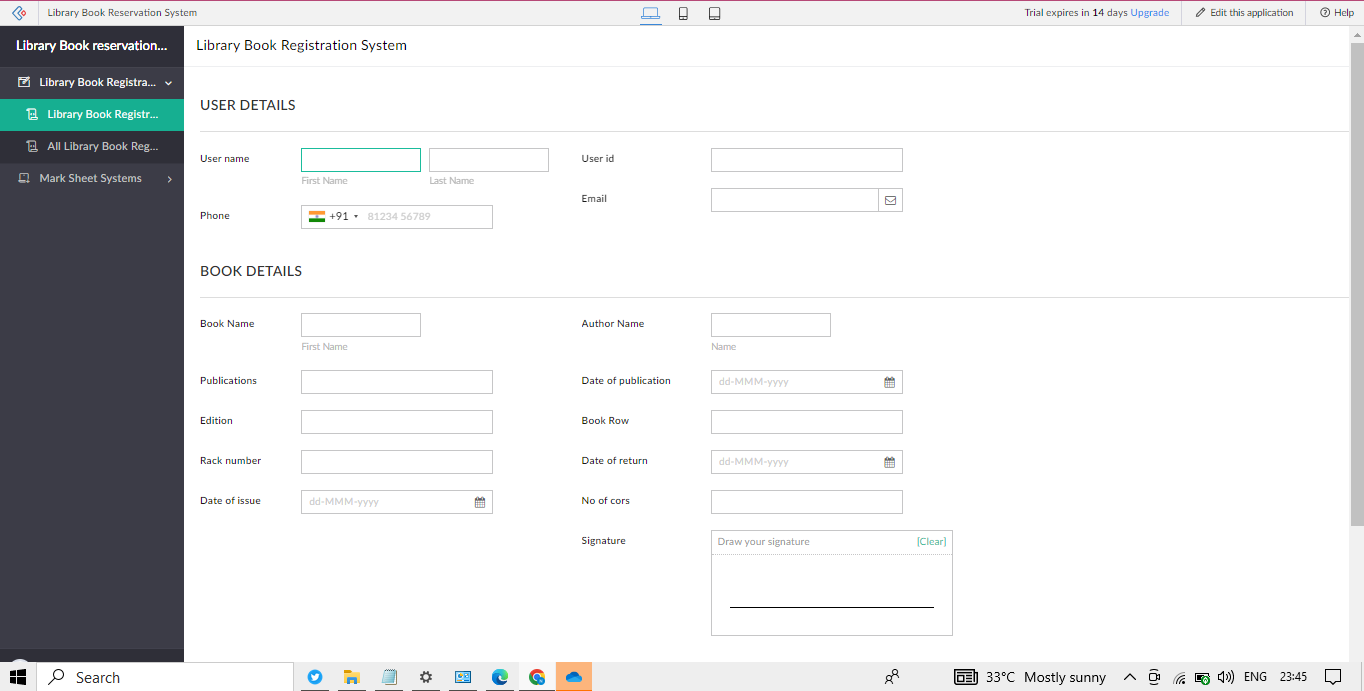 Library Book Reservation System
Trial expires in 14 days Upgrade
Edit this application
Help
Library Book reservation...
Library Book Registra...
Library Book Registr...
All Library Book Reg...
Mark Sheet Systems
Library Book Registration System
USER DETAILS
User name
First Name
Last Name
User id
Email
Phone
+91
81234 56789
BOOK DETAILS
Book Name
First Name
Author Name
Name
Publications
Date of publication
dd-MMM-yyyy
Edition
Book Row
Rack number
Date of return
dd-MMM-yyyy
Date of issue
dd-MMM-yyyy
No of cors
Signature
Draw your signature
[Clear]
Search
33°C Mostly sunny
ENG
23:45